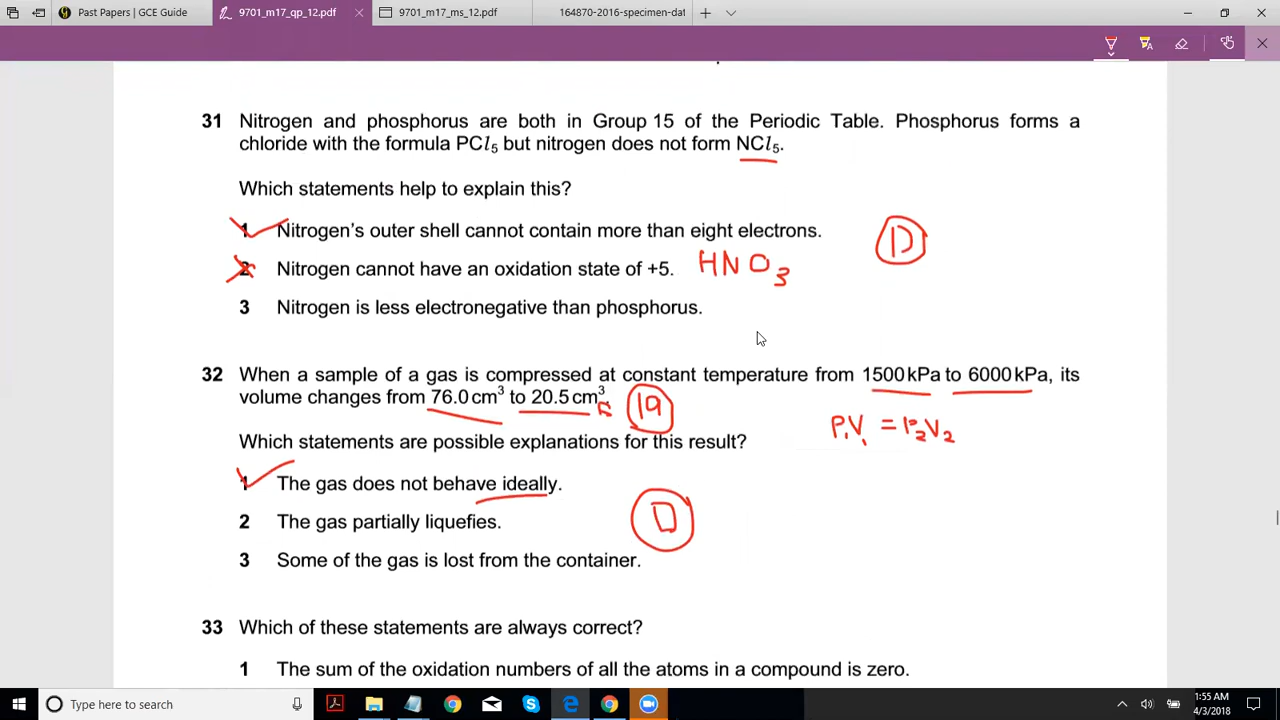 Past Papers | GCE Guide
9701_m17_qp_12.pdf
9701_m17_ms_12.pdf
164870-2016-specimen-dat
31 Nitrogen and phosphorus are both in Group 15 of the Periodic Table. Phosphorus forms a
chloride with the formula PCl₅ but nitrogen does not form NCl₅.
Which statements help to explain this?
1 Nitrogen's outer shell cannot contain more than eight electrons.
D
2 Nitrogen cannot have an oxidation state of +5. HNO₃
3 Nitrogen is less electronegative than phosphorus.
32 When a sample of a gas is compressed at constant temperature from 1500 kPa to 6000 kPa, its
volume changes from 76.0 cm³ to 20.5 cm³. 19
P₁V₁ = P₂V₂
Which statements are possible explanations for this result?
1 The gas does not behave ideally.
D
2 The gas partially liquefies.
3 Some of the gas is lost from the container.
33 Which of these statements are always correct?
1 The sum of the oxidation numbers of all the atoms in a compound is zero.
Type here to search
1:55 AM
4/3/2018